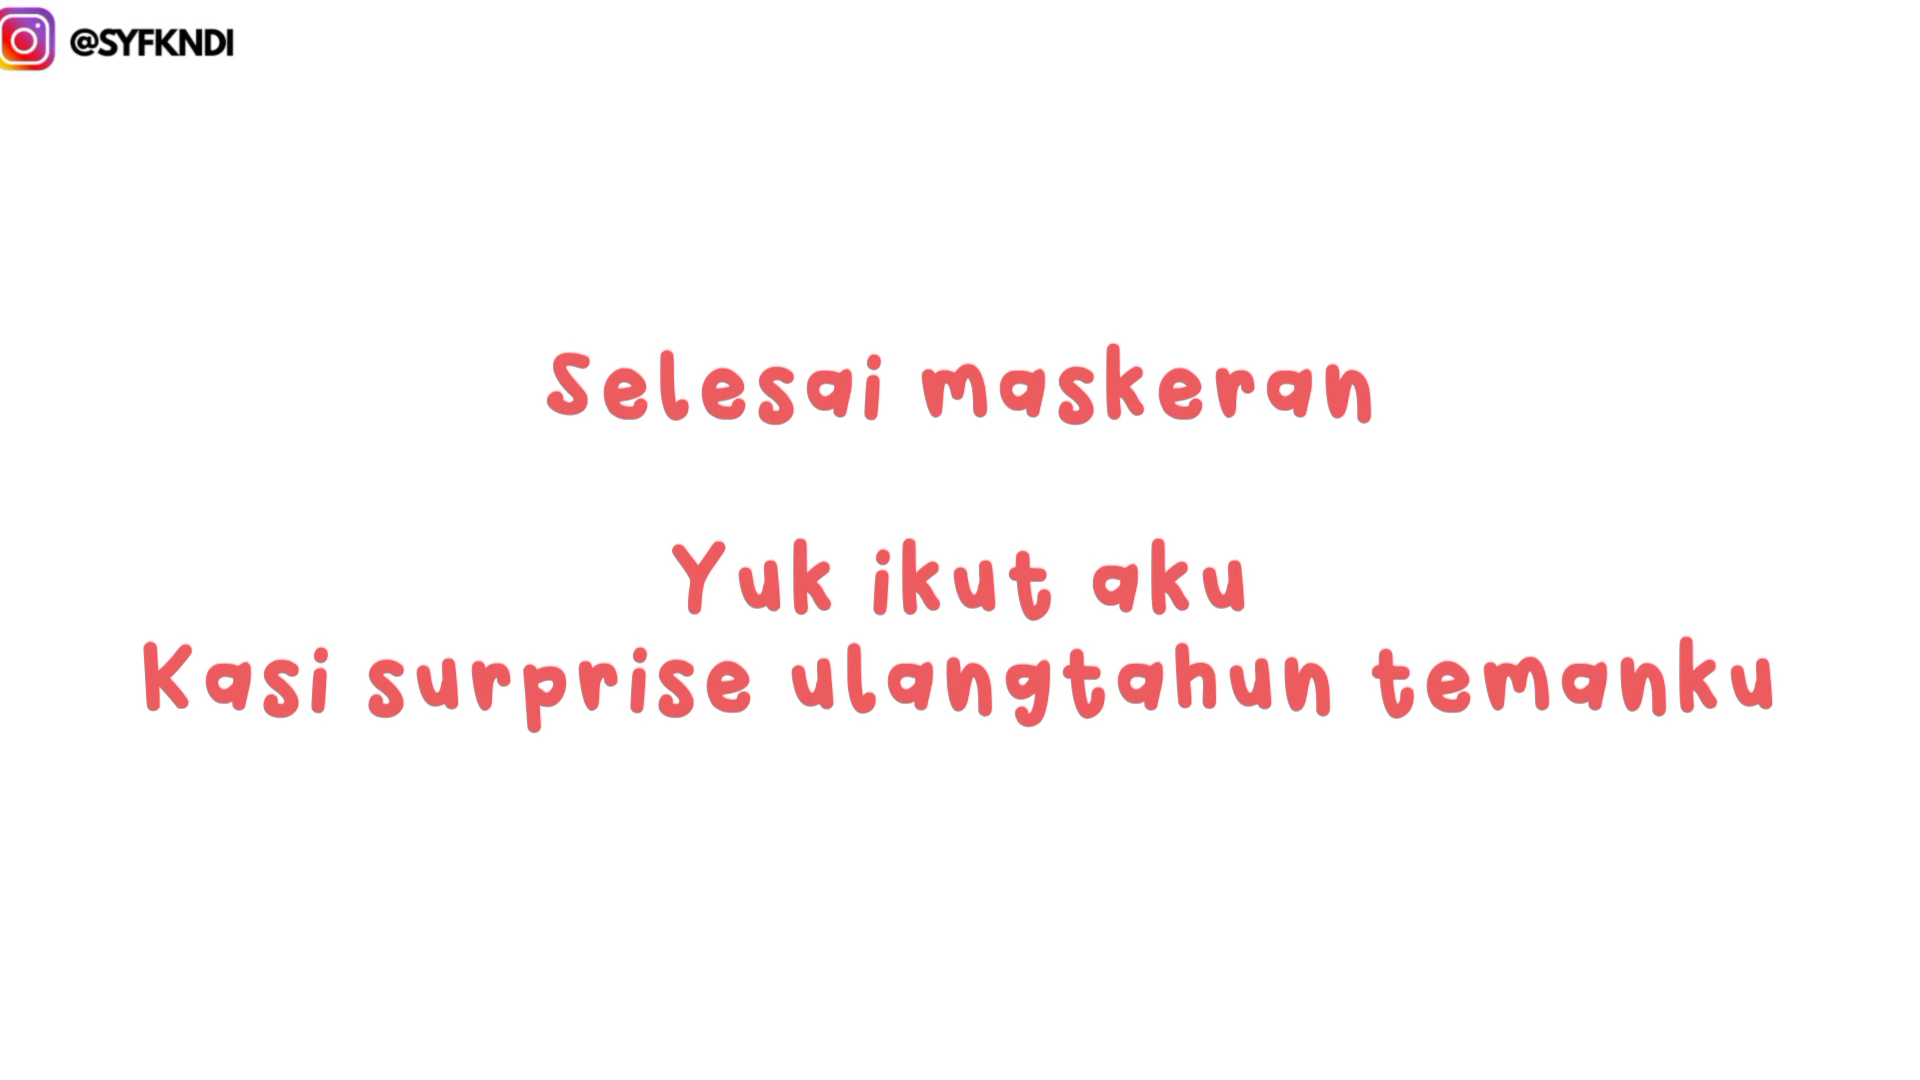 @SYFKNDI
Selesai maskeran
Yuk ikut aku
Kasi surprise ulangtahun temanku